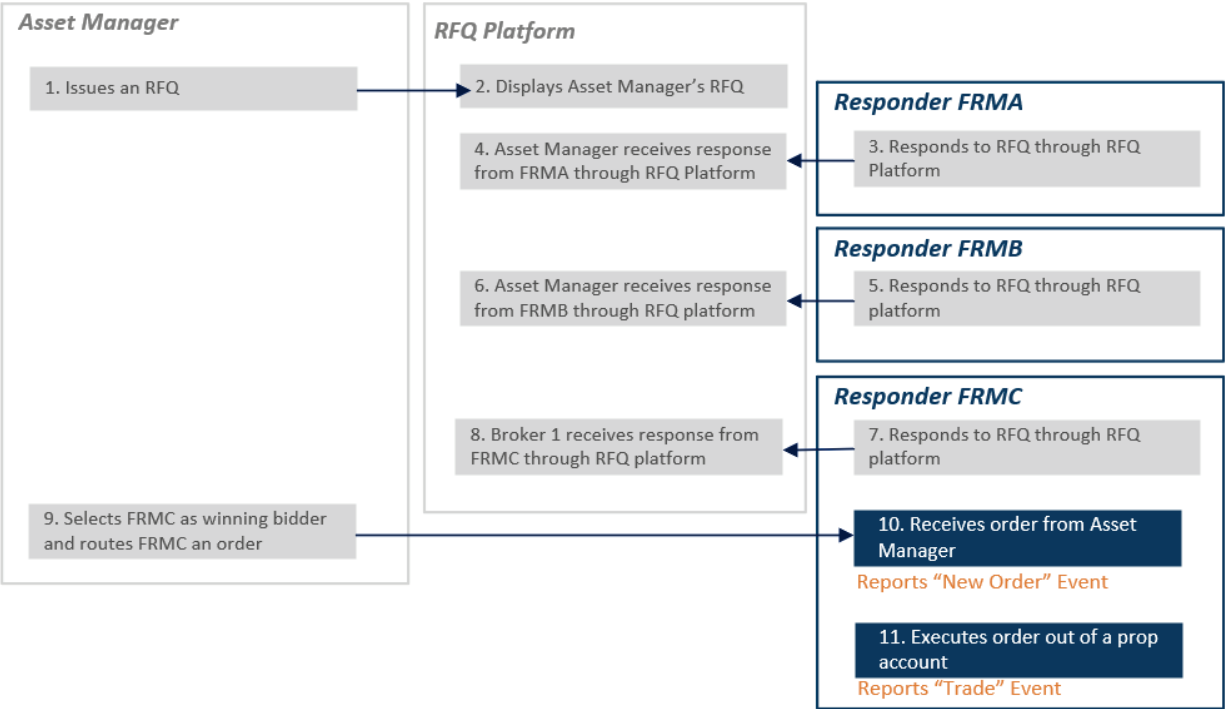 Asset Manager
1. Issues an RFQ
RFQ Platform
2. Displays Asset Manager’s RFQ
Responder FRMA
3. Responds to RFQ through RFQ
Platform
4. Asset Manager receives response
from FRMA through RFQ Platform
Responder FRMB
5. Responds to RFQ through RFQ
platform
6. Asset Manager receives response
from FRMB through RFQ platform
Responder FRMC
7. Responds to RFQ through RFQ
platform
8. Broker 1 receives response from
FRMC through RFQ platform
9. Selects FRMC as winning bidder
and routes FRMC an order
10. Receives order from Asset
Manager
Reports “New Order” Event
11. Executes order out of a prop
account
Reports “Trade” Event